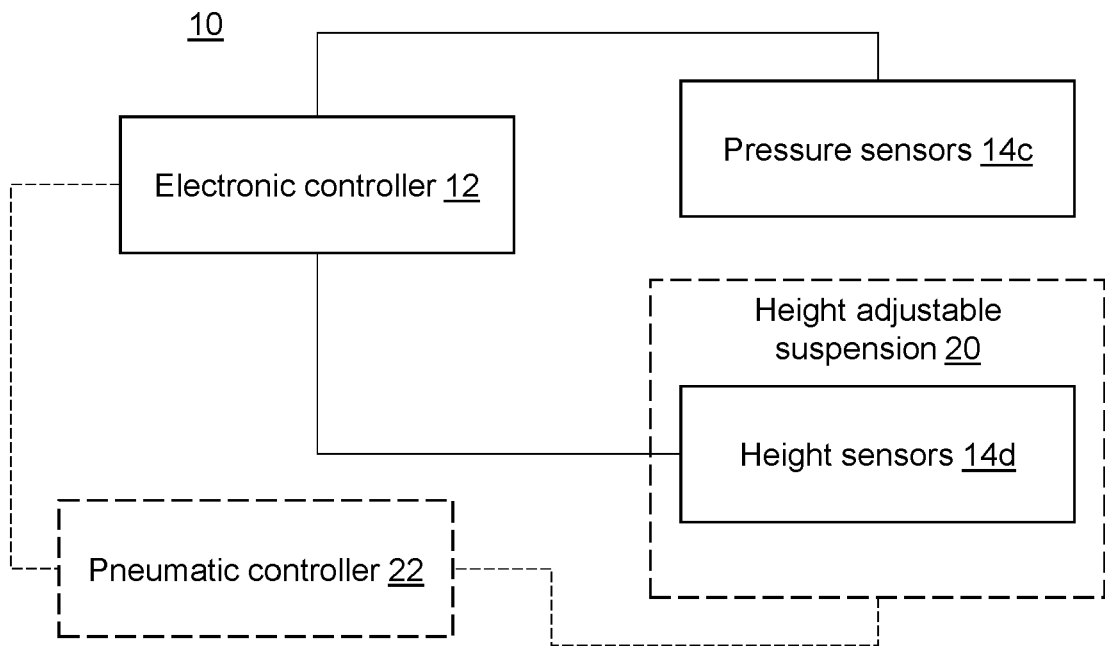 10
Pressure sensors 14c
Electronic controller 12
Height adjustable
suspension 20
Height sensors 14d
Pneumatic controller 22